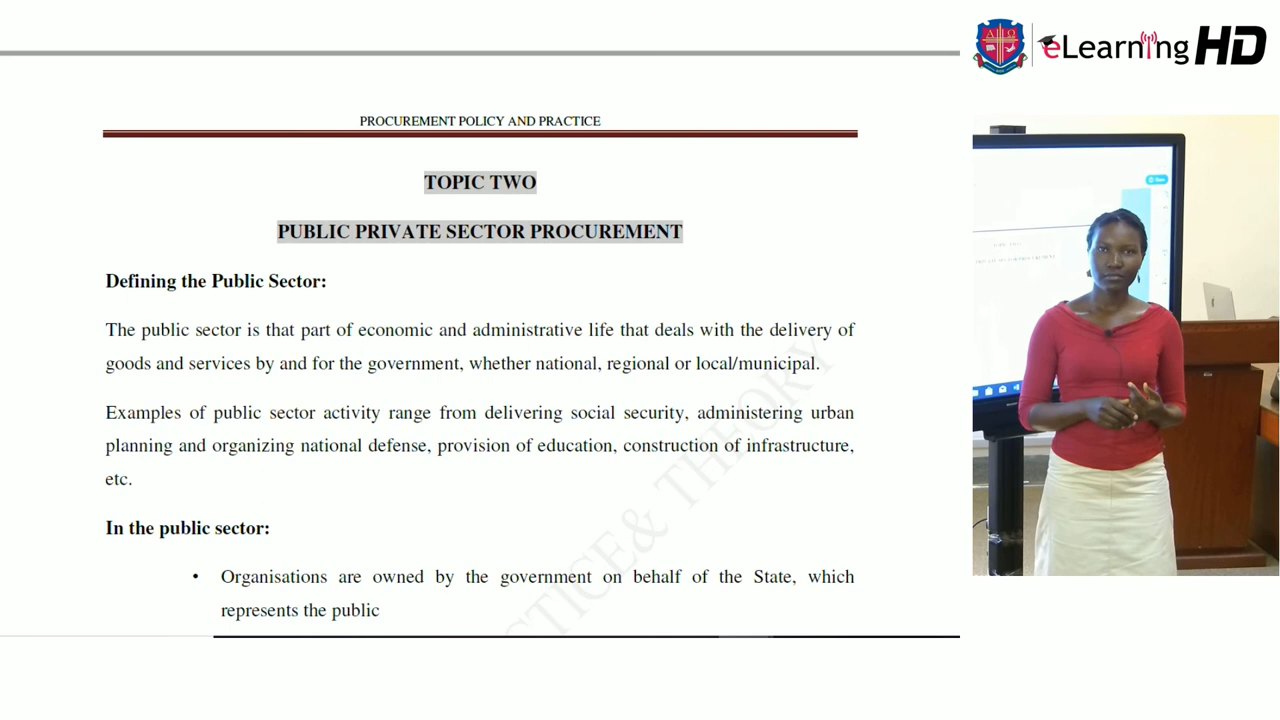 eLearning HD
PROCUREMENT POLICY AND PRACTICE
TOPIC TWO
PUBLIC PRIVATE SECTOR PROCUREMENT
Defining the Public Sector:
The public sector is that part of economic and administrative life that deals with the delivery of
goods and services by and for the government, whether national, regional or local/municipal.
Examples of public sector activity range from delivering social security, administering urban
planning and organizing national defense, provision of education, construction of infrastructure,
etc.
In the public sector:
• Organisations are owned by the government on behalf of the State, which
represents the public